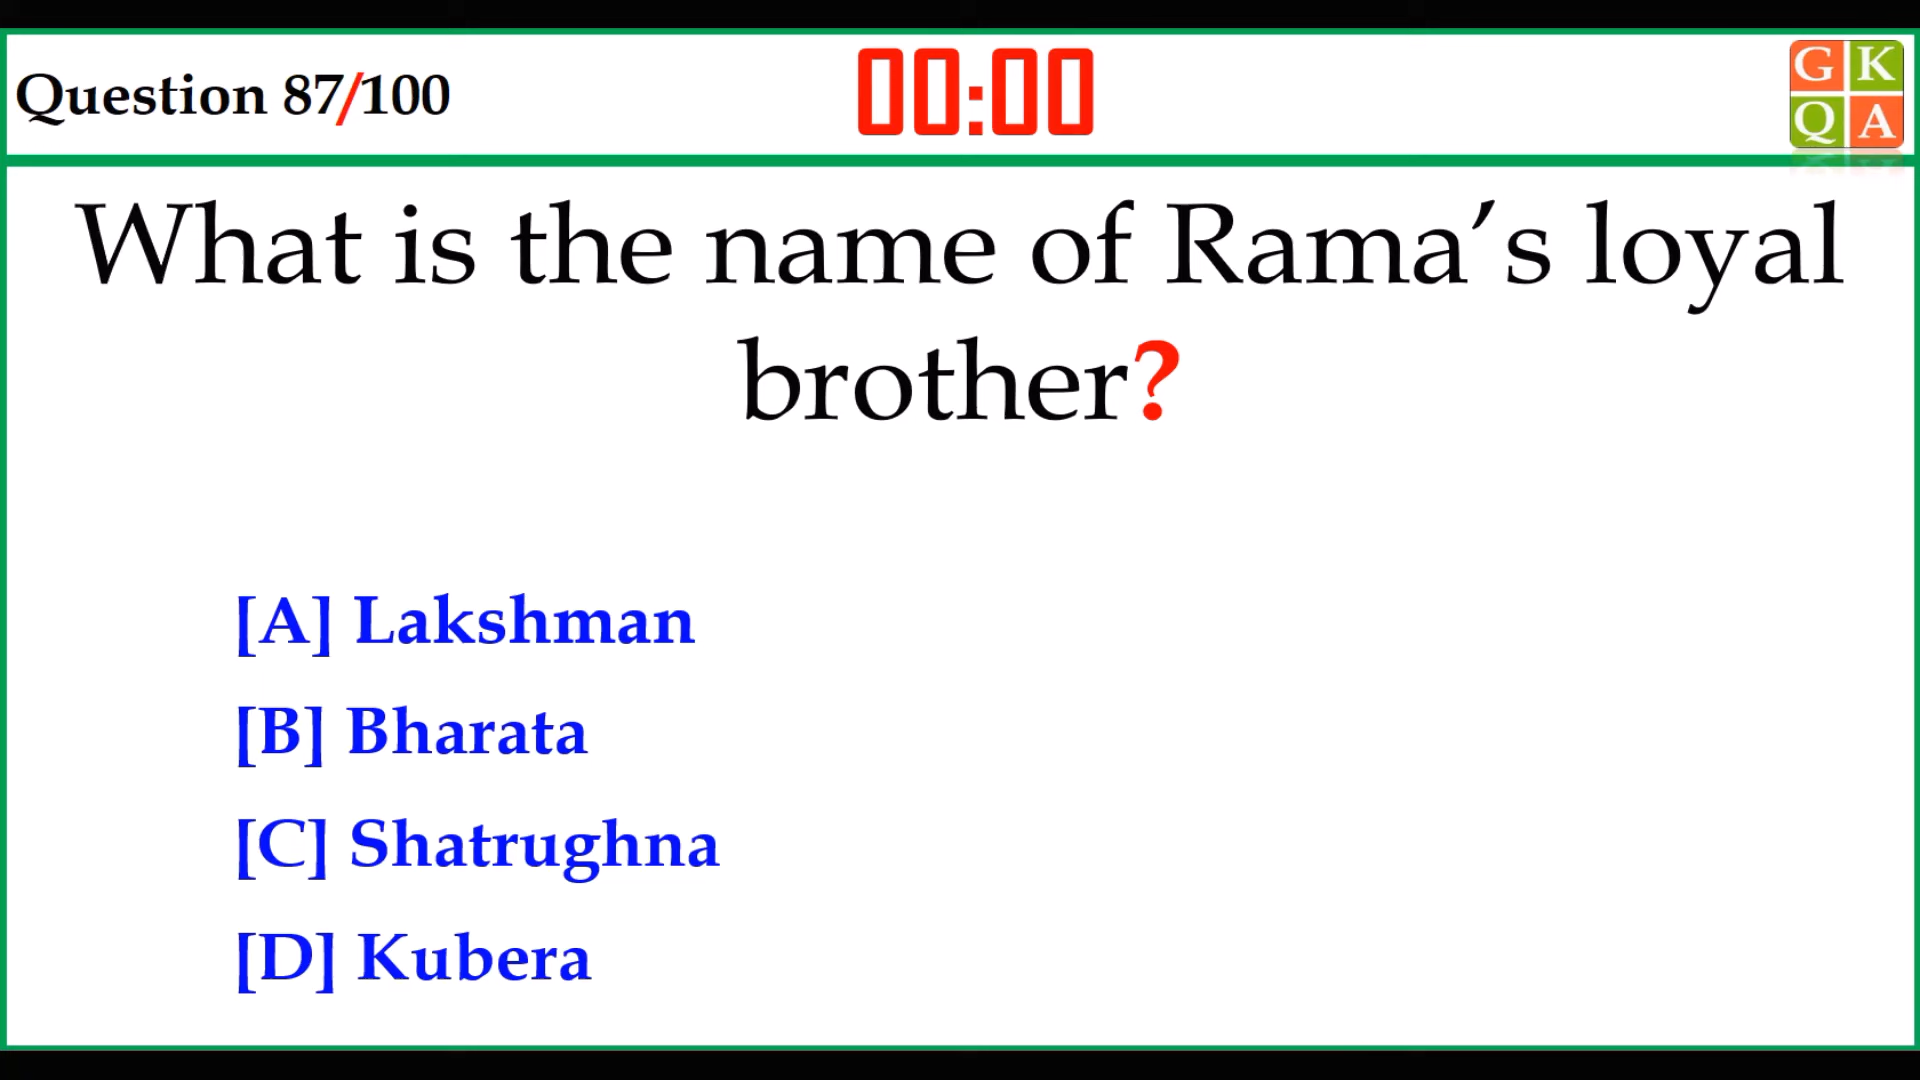 Question 87/100
00:00
G K
Q A
What is the name of Rama’s loyal
brother?
[A] Lakshman
[B] Bharata
[C] Shatrughna
[D] Kubera